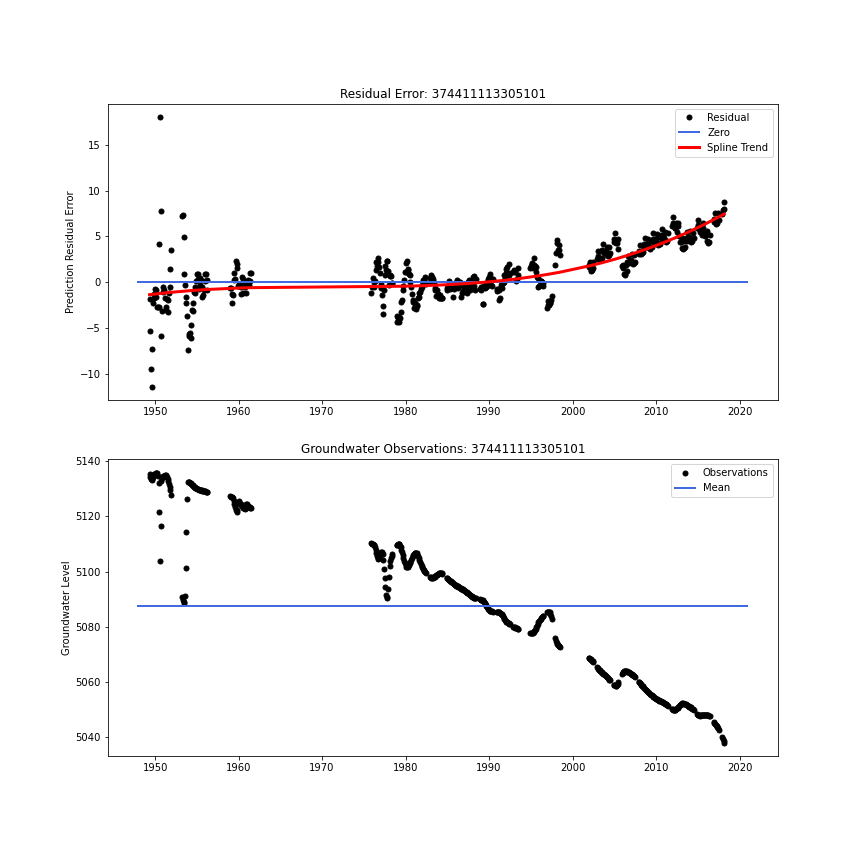 Residual Error: 374411113305101
Prediction Residual Error
15
10
5
0
−5
−10
Residual
Zero
Spline Trend
1950 1960 1970 1980 1990 2000 2010 2020
Groundwater Observations: 374411113305101
Groundwater Level
5140
5120
5100
5080
5060
5040
Observations
Mean
1950 1960 1970 1980 1990 2000 2010 2020